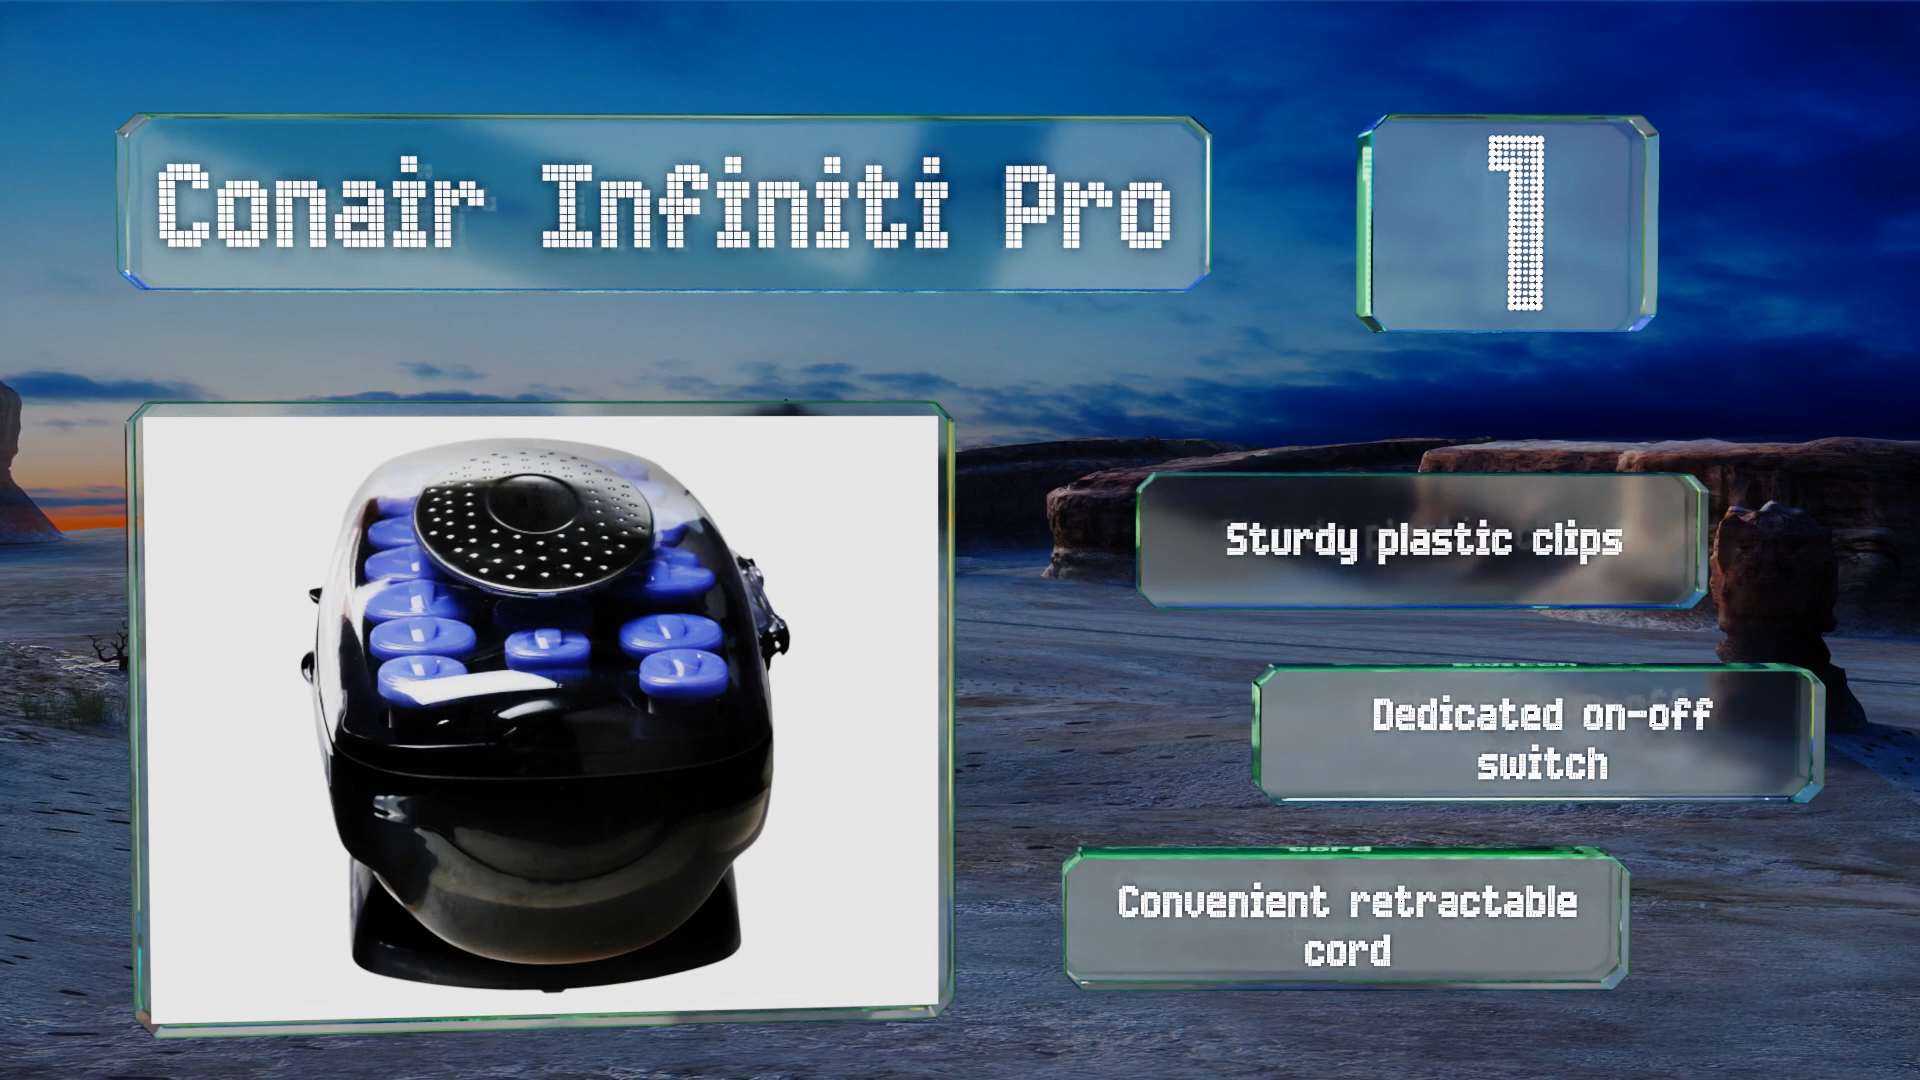 Conair Infiniti Pro
1
Sturdy plastic clips
Dedicated on-off
switch
Convenient retractable
cord